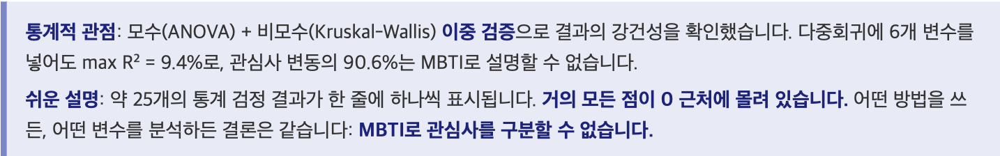 통계적 관점: 모수(ANOVA) + 비모수(Kruskal-Wallis) 이중 검증으로 결과의 강건성을 확인했습니다. 다중회귀에 6개 변수를
넣어도 max R² = 9.4%로, 관심사 변동의 90.6%는 MBTI로 설명할 수 없습니다.
쉬운 설명: 약 25개의 통계 검정 결과가 한 줄에 하나씩 표시됩니다. 거의 모든 점이 0 근처에 몰려 있습니다. 어떤 방법을 쓰
든, 어떤 변수를 분석하든 결론은 같습니다: MBTI로 관심사를 구분할 수 없습니다.